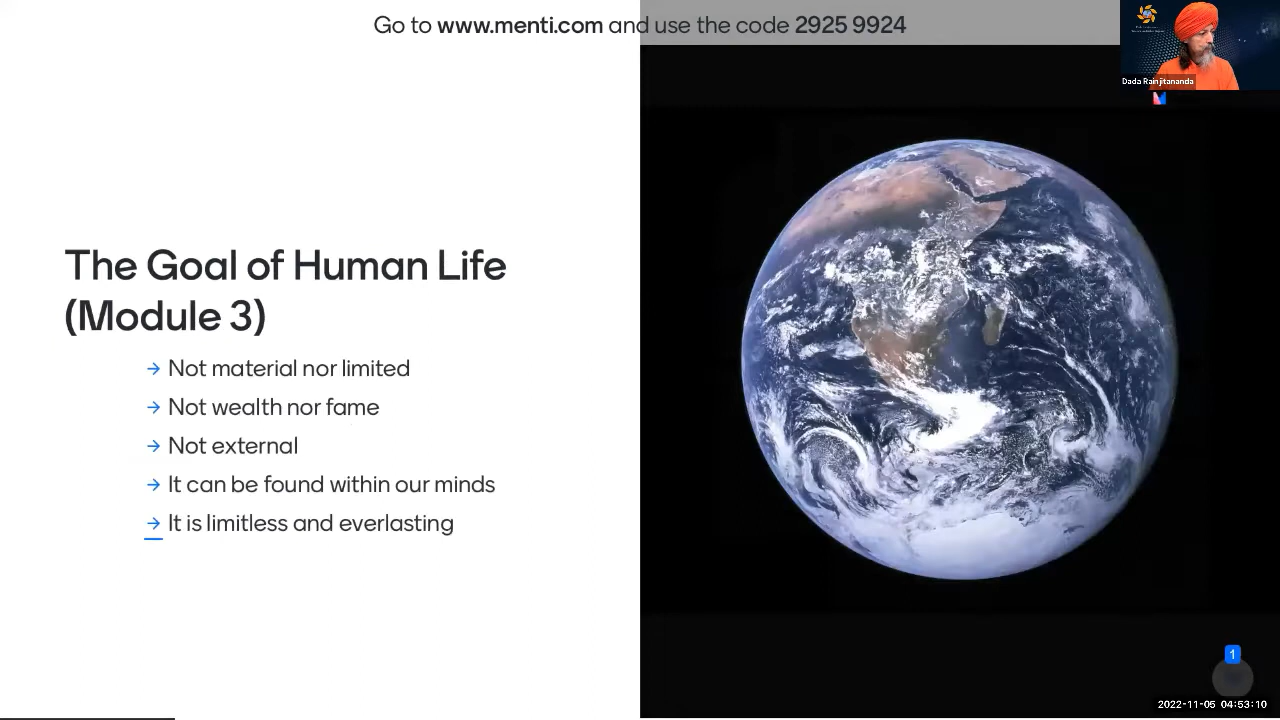 Go to www.menti.com and use the code 2925 9924
Dada Rainjitananda
The Goal of Human Life
(Module 3)
→ Not material nor limited
→ Not wealth nor fame
→ Not external
→ It can be found within our minds
→ It is limitless and everlasting
1
2022-11-05 04:53:10